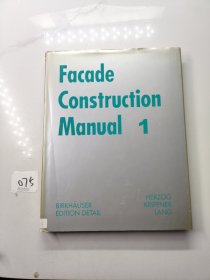 Facade
Construction
Manual 1
BIRKHÄUSER
EDITION DETAIL
HERZOG
KRIPPNER
LANG
075